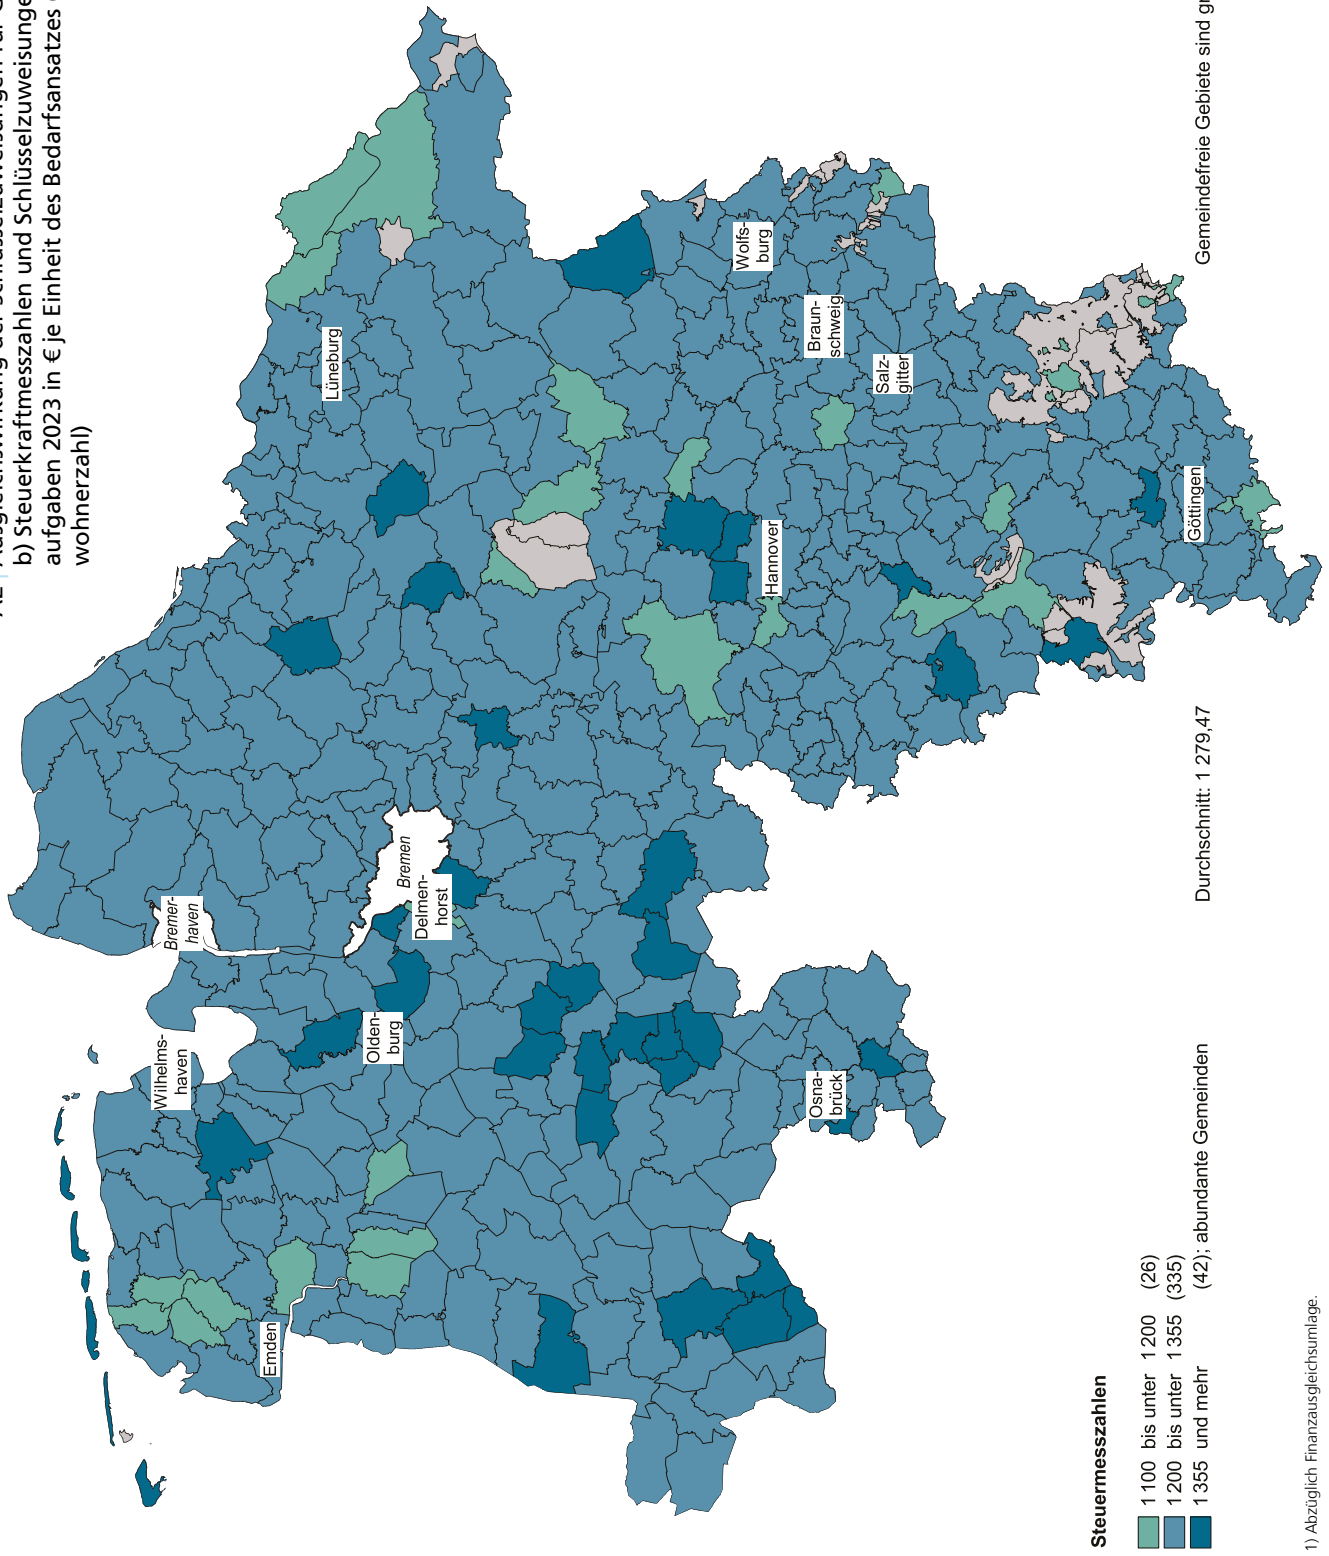 b) Steuerkraftmesszahlen und Schlüsselzuweisunge
aufgaben 2023 in € je Einheit des Bedarfsansatzes
wohnerzahl)
Lüneburg
Wolfs-
burg
Braun-
schweig
Salz-
gitter
Göttingen
Hannover
Bremer-
haven
Bremen
Delmen-
horst
Wilhelms-
haven
Olden-
burg
Osna-
brück
Emden
Steuermesszahlen
1 100 bis unter 1 200 (26)
1 200 bis unter 1 355 (335)
1 355 und mehr (42); abundante Gemeinden
Durchschnitt: 1 279,47
Gemeindefreie Gebiete sind gr
1) Abzüglich Finanzausgleichsumlage.